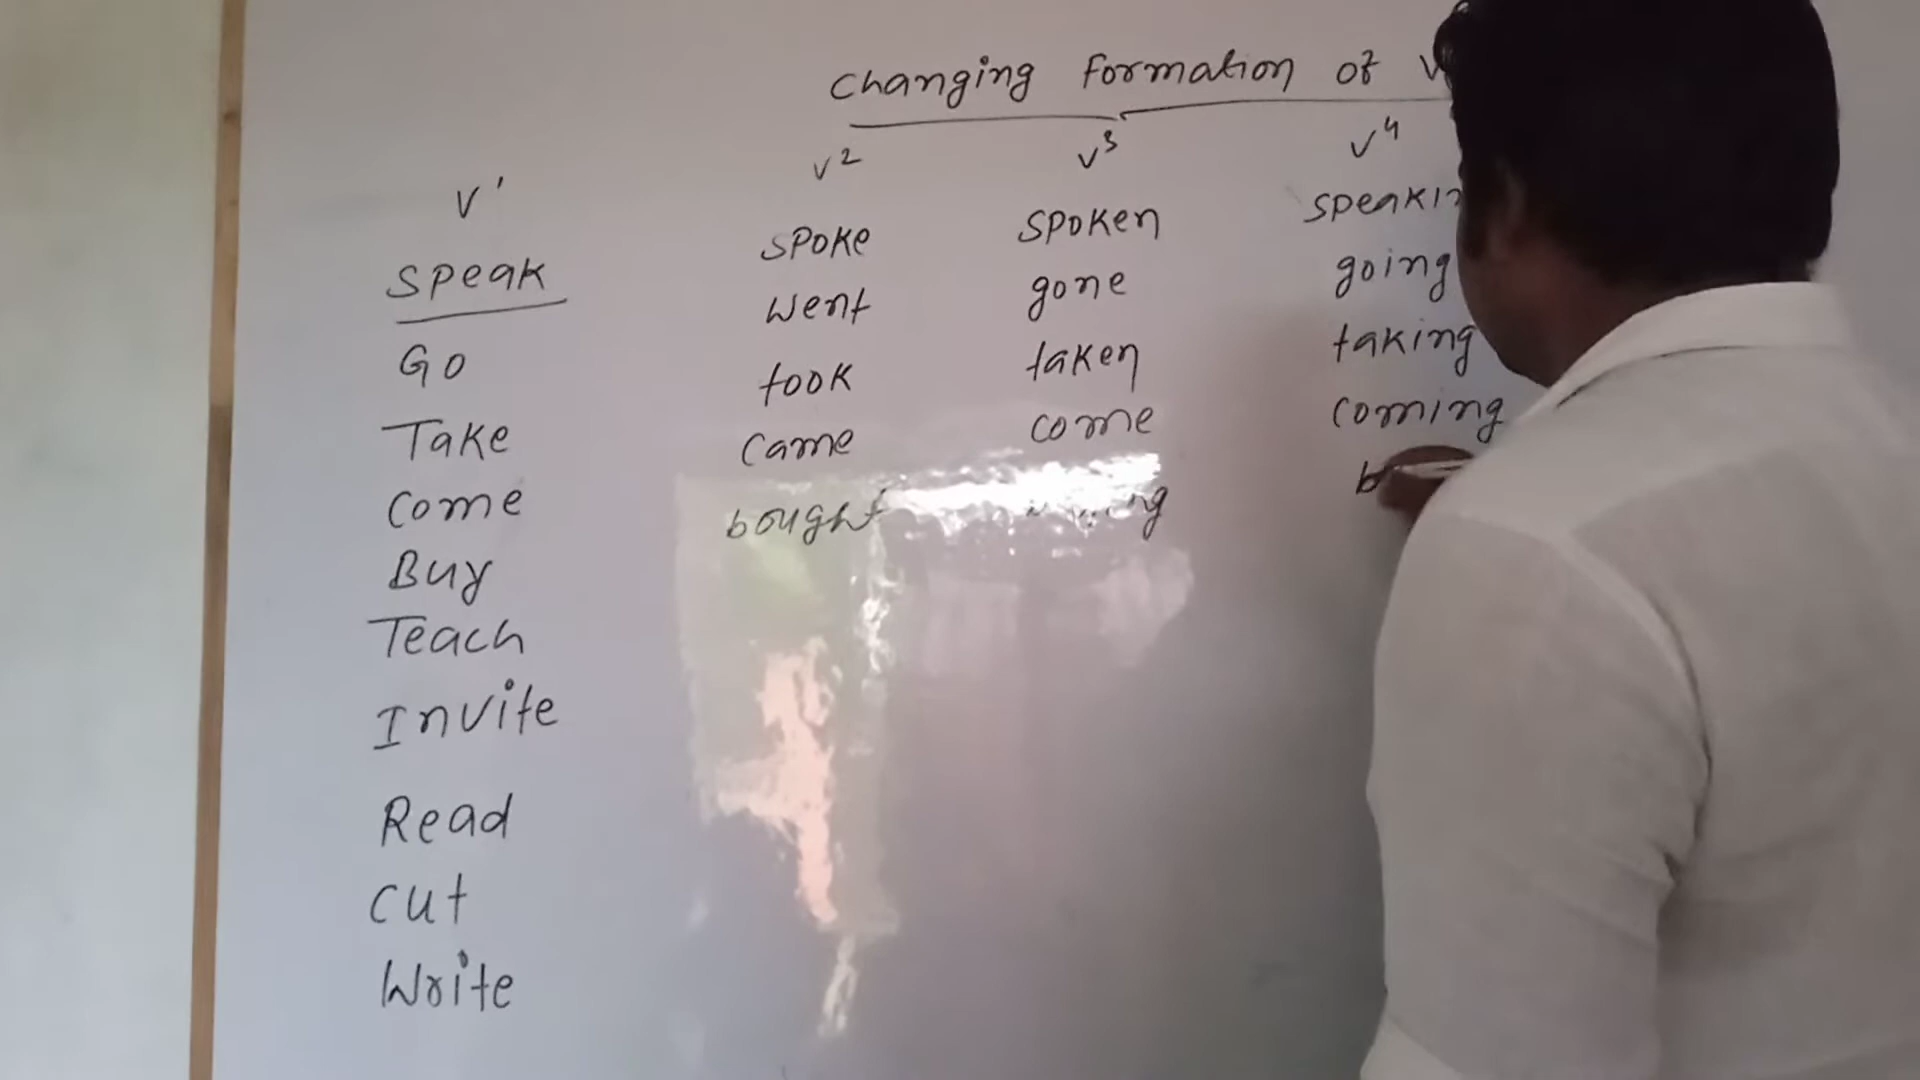 Changing Formation of V
V1 V2 V3 V4
Speak spoke spoken speakin
Go went gone going
Take took taken taking
Come came come coming
Buy bought b
Teach
Invite
Read
Cut
Write